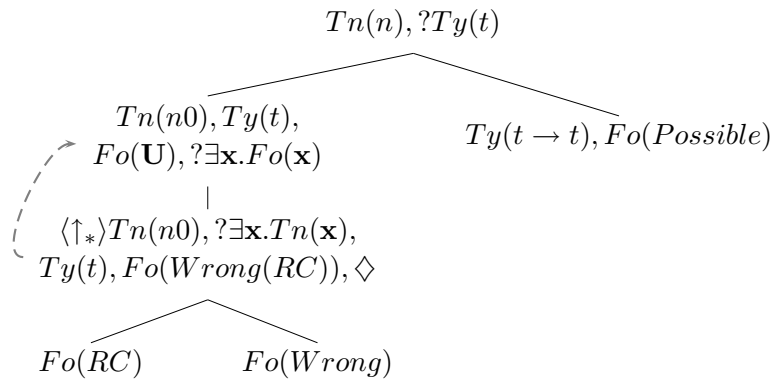 Tn(n), ?Ty(t)
Tn(n0), Ty(t),
Fo(U), ?∃x.Fo(x)
Ty(t → t), Fo(Possible)
⟨↑∗⟩Tn(n0), ?∃x.Tn(x),
Ty(t), Fo(Wrong(RC)), ♢
Fo(RC) Fo(Wrong)